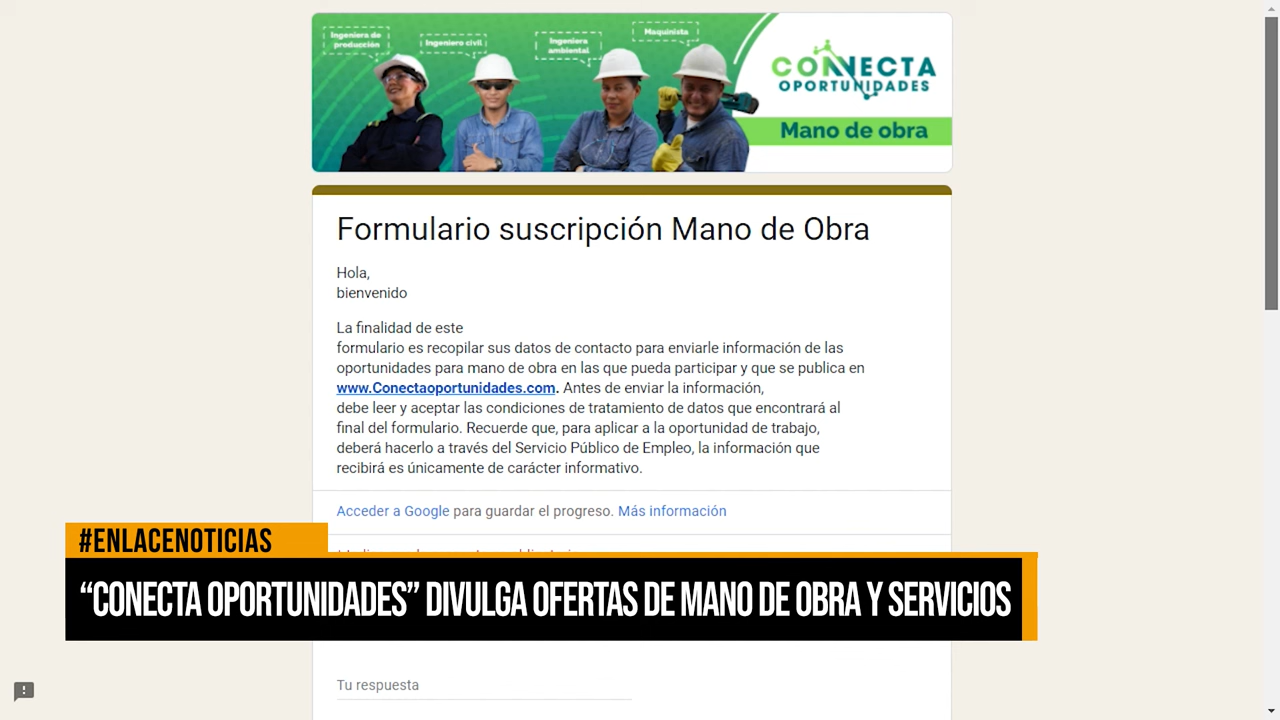 Ingeniera de
producción
Ingeniero civil
Ingeniera
ambiental
Maquinista
CONECTA
OPORTUNIDADES
Mano de obra
Formulario suscripción Mano de Obra
Hola,
bienvenido
La finalidad de este
formulario es recopilar sus datos de contacto para enviarle información de las
oportunidades para mano de obra en las que pueda participar y que se publica en
www.Conectaoportunidades.com. Antes de enviar la información,
debe leer y aceptar las condiciones de tratamiento de datos que encontrará al
final del formulario. Recuerde que, para aplicar a la oportunidad de trabajo,
deberá hacerlo a través del Servicio Público de Empleo, la información que
recibirá es únicamente de carácter informativo.
Acceder a Google para guardar el progreso. Más información
#ENLACENOTICIAS
“CONECTA OPORTUNIDADES” DIVULGA OFERTAS DE MANO DE OBRA Y SERVICIOS
Tu respuesta